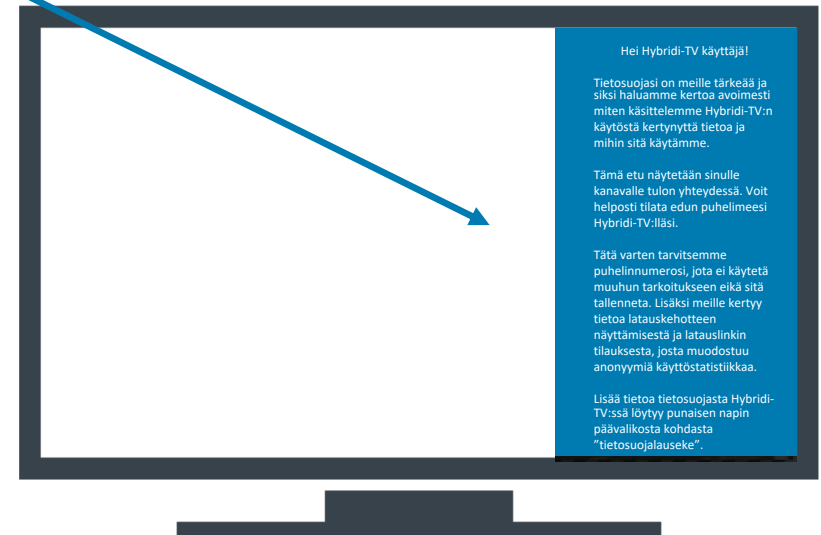 Hei Hybridi-TV käyttäjä!
Tietosuojasi on meille tärkeää ja
siksi haluamme kertoa avoimesti
miten käsittelemme Hybridi-TV:n
käytöstä kertynyttä tietoa ja
mihin sitä käytämme.
Tämä etu näytetään sinulle
kanavalle tulon yhteydessä. Voit
helposti tilata edun puhelimeesi
Hybridi-TV:lläsi.
Tätä varten tarvitsemme
puhelinnumerosi, jota ei käytetä
muuhun tarkoitukseen eikä sitä
tallenneta. Lisäksi meille kertyy
tietoa latauskehotteen
näyttämisestä ja latauslinkin
tilauksesta, josta muodostuu
anonyymiä käyttöstatistiikkaa.
Lisää tietoa tietosuojasta Hybridi-
TV:ssä löytyy punaisen napin
päävalikosta kohdasta
”tietosuojalauseke”.